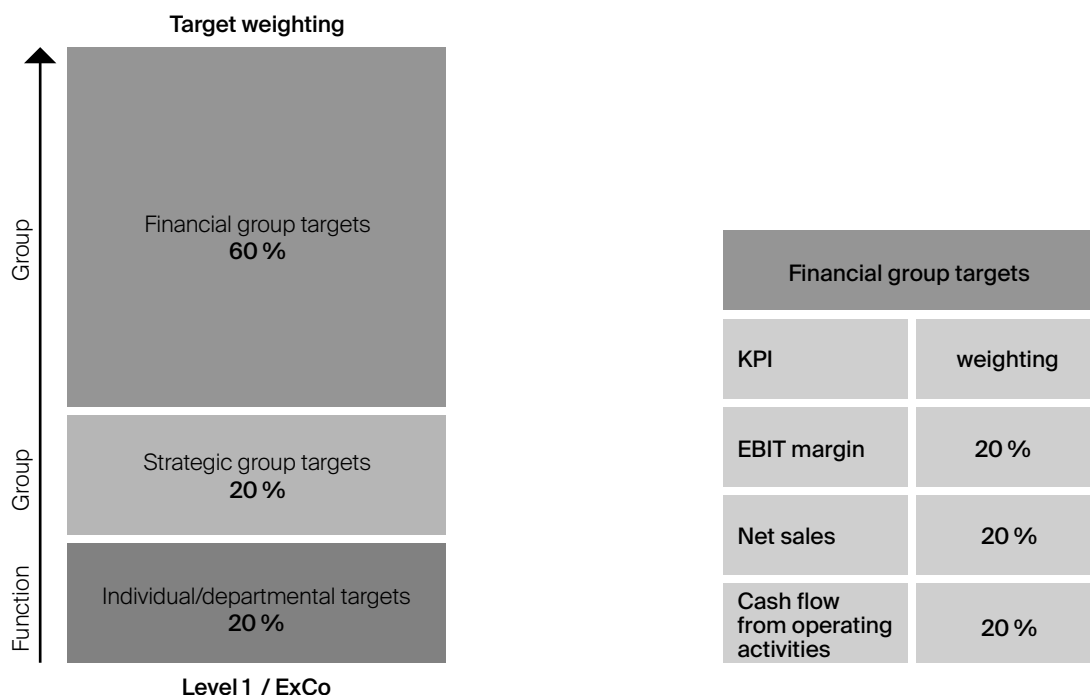 Target weighting
Group
Financial group targets
60 %
Group
Strategic group targets
20 %
Function
Individual/departmental targets
20 %
Level 1 / ExCo
Financial group targets
KPI
weighting
EBIT margin
20 %
Net sales
20 %
Cash flow
from operating
activities
20 %